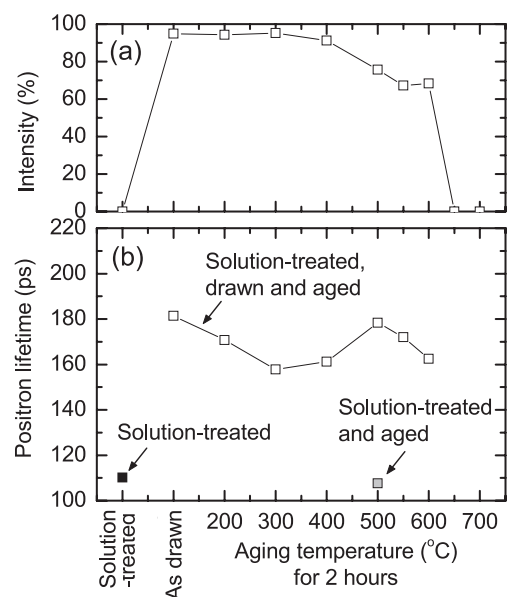 100
80
60
40
20
0
Intensity (%)
(a)
220
200
180
160
140
120
100
Positron lifetime (ps)
(b)
Solution-treated,
drawn and aged
Solution-treated
Solution-treated
and aged
Solution
-treated
As drawn
200 300 400 500 600 700
Aging temperature (°C)
for 2 hours